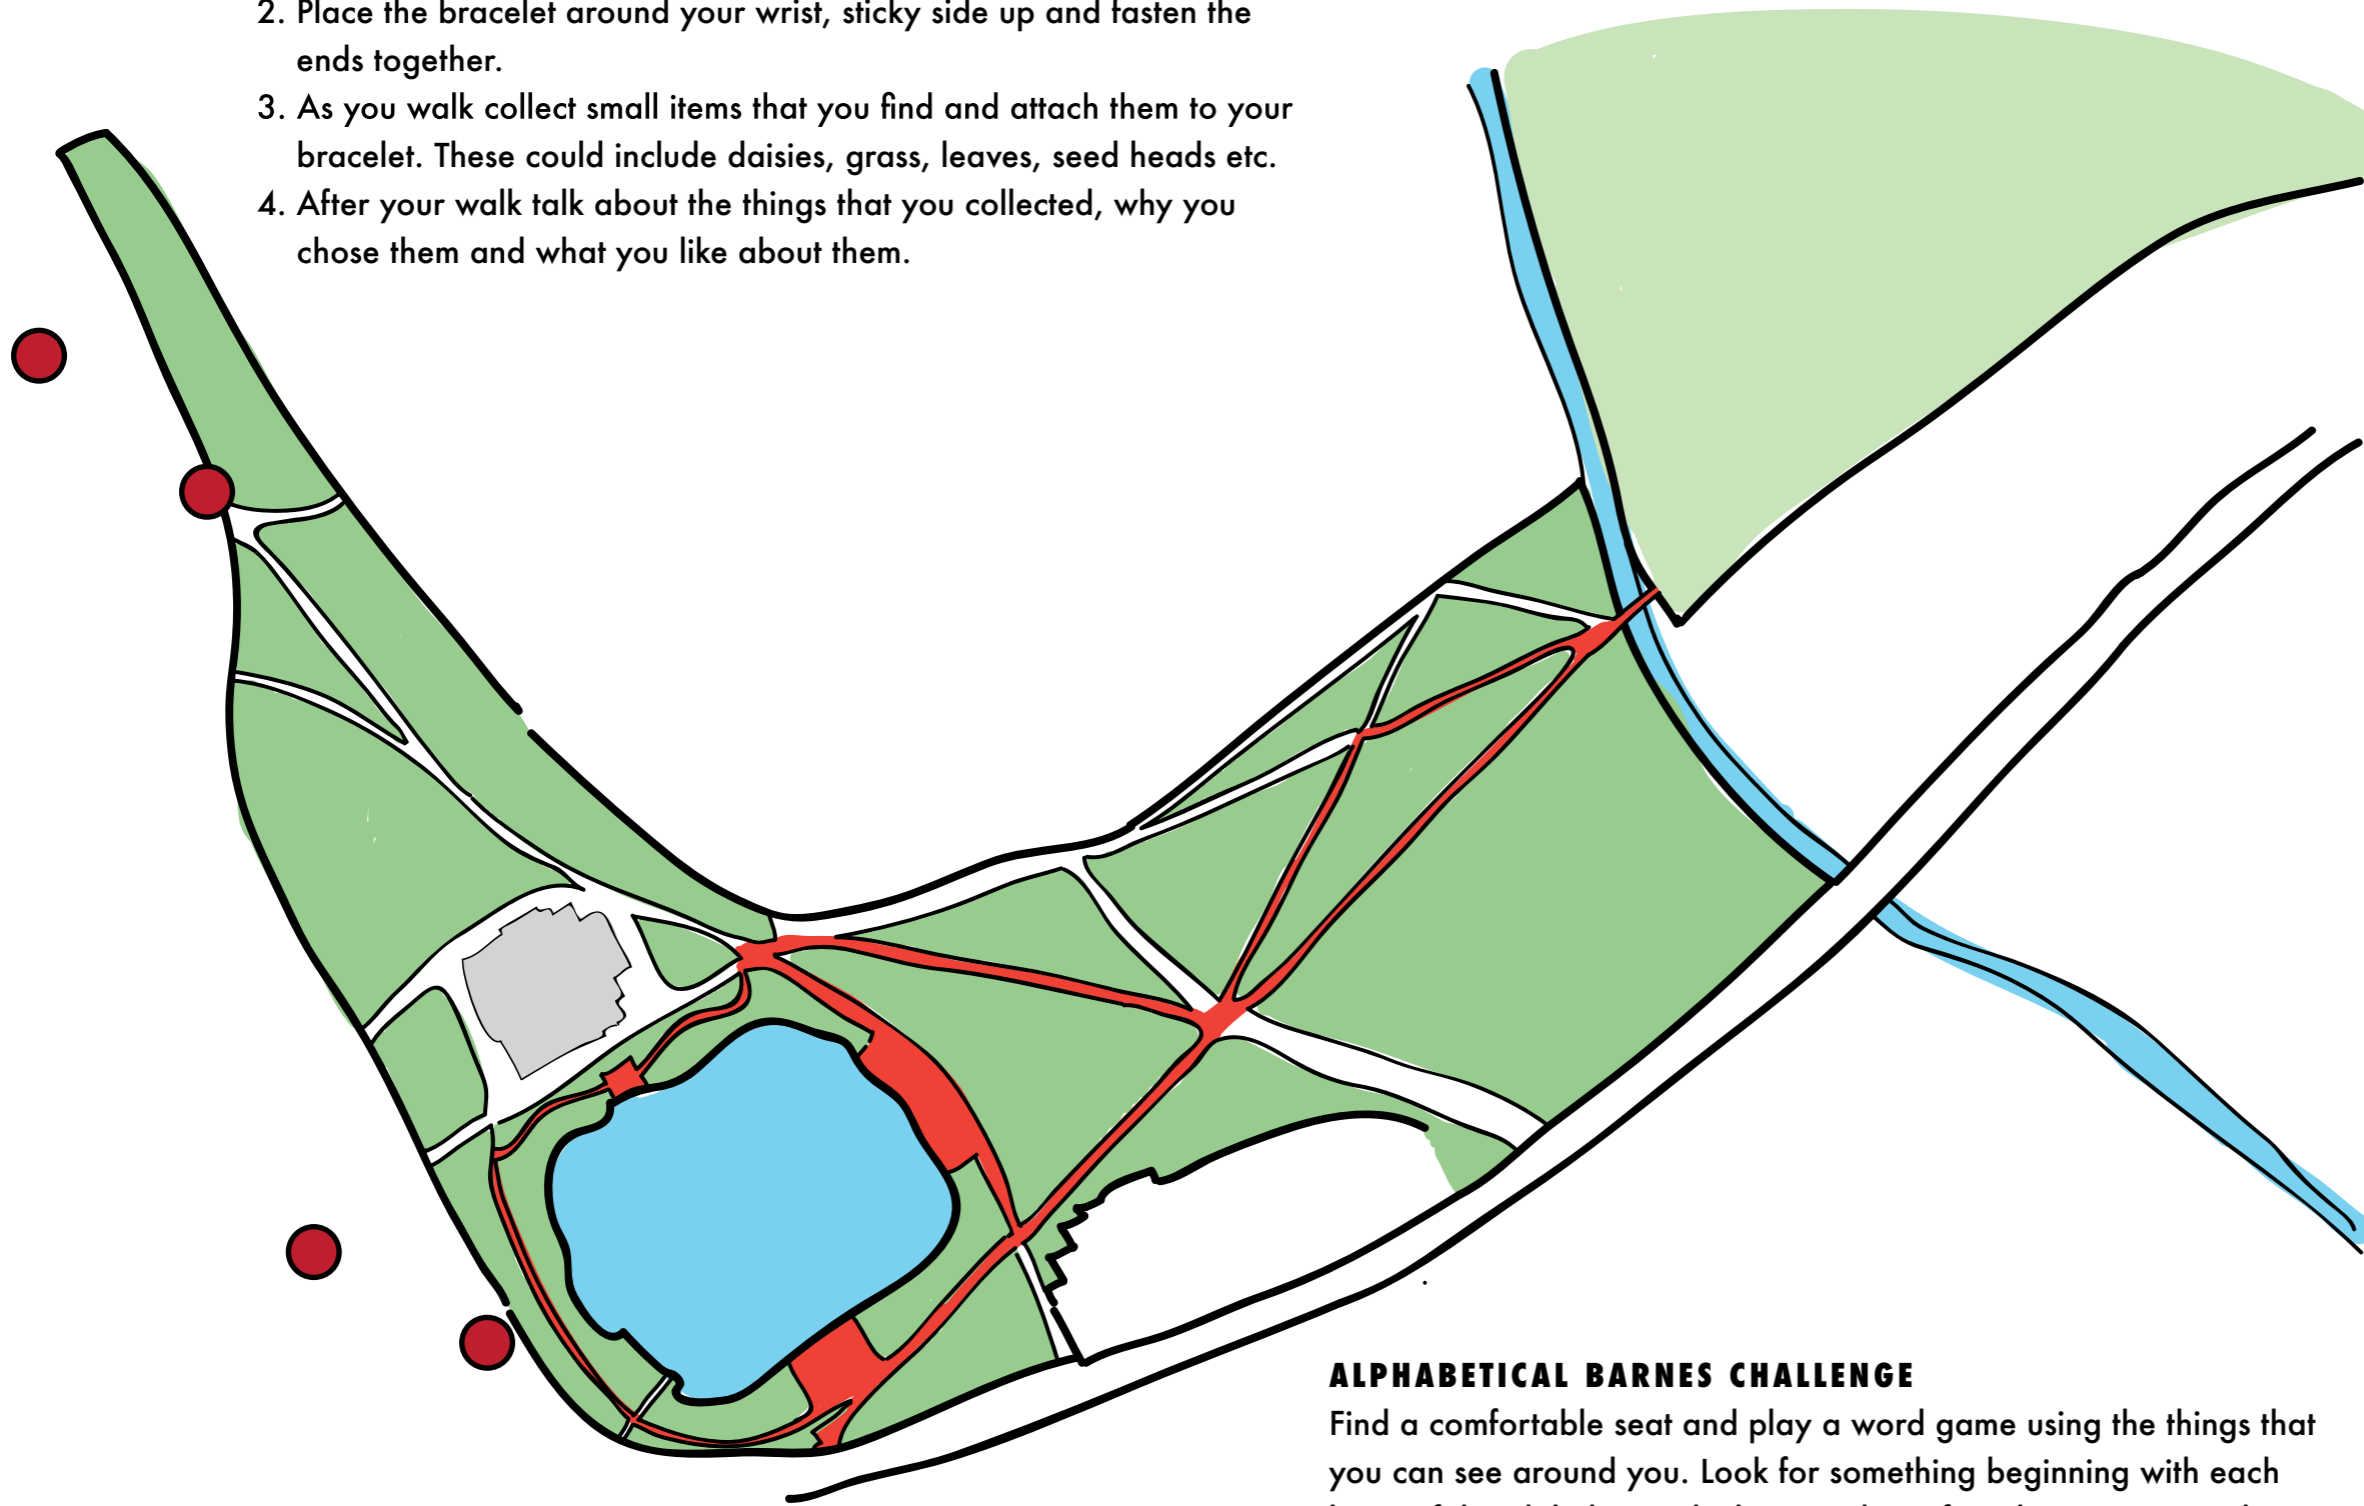 2. Place the bracelet around your wrist, sticky side up and fasten the
ends together.
3. As you walk collect small items that you find and attach them to your
bracelet. These could include daisies, grass, leaves, seed heads etc.
4. After your walk talk about the things that you collected, why you
chose them and what you like about them.
ALPHABETICAL BARNES CHALLENGE
Find a comfortable seat and play a word game using the things that
you can see around you. Look for something beginning with each